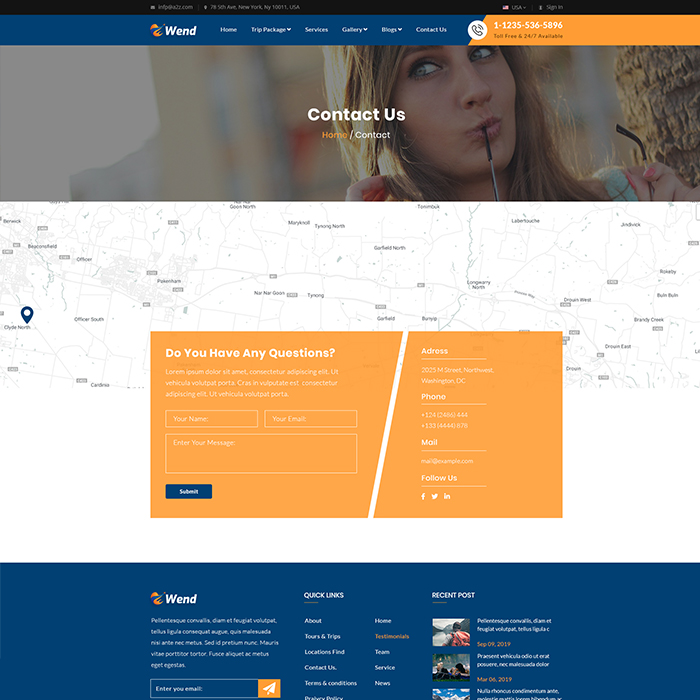 info@a2z.com
78 5th Ave, New York, Ny 10011, USA
USA
Sign In
Wend
Home
Trip Package
Services
Gallery
Blogs
Contact Us
1-1235-536-5896
Toll Free & 24/7 Available
Contact Us
Home / Contact
Berwick
Goon North
Maryknoll
Tynong North
Tonimbuk
Labertouche
Jindivick
Beaconsfield
Officer
Garfield North
Rokeby
Pakenham
Longwarry North
Nar Nar Goon
Tynong
Buln Buln
Drouin West
Clyde North
Officer South
Garfield
Bunyip
Brandy Creek
Drouin East
Drouin
Cardinia
Do You Have Any Questions?
Lorem ipsum dolor sit amet, consectetur adipiscing elit. Ut
vehicula volutpat porta. Cras in vulputate est, consectetur
adipiscing elit. Ut vehicula volutpat porta.
Your Name:
Your Email:
Enter Your Message:
Submit
Adress
2025 M Street, Northwest,
Washington, DC
Phone
+124 (2486) 444
+133 (4444) 878
Mail
mail@example.com
Follow Us
Wend
Pellentesque convallis, diam et feugiat volutpat,
tellus ligula consequat augue, quis malesuada
nisi ante nec metus. Sed id pretium nunc. Mauris
vitae porttitor tortor. Fusce aliquet ac metus
eget egestas.
Enter you email:
QUICK LINKS
About
Home
Tours & Trips
Testimonials
Locations Find
Team
Contact Us.
Service
Terms & conditions
News
Praivcy Policy
RECENT POST
Pellentesque convallis, diam et
feugiat volutpat, tellus ligula c
Sep 09, 2019
Praesent vehicula odio ut erat
posuere, nec malesuada dolor
Mar 06, 2019
Nulla rhoncus condimentum ante,